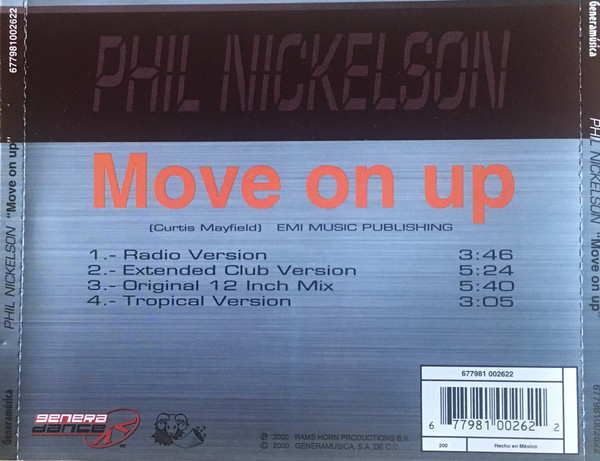 677981002622
Generamúsica
PHIL NICKELSON
Move on up
(Curtis Mayfield) EMI MUSIC PUBLISHING
1.- Radio Version 3:46
2.- Extended Club Version 5:24
3.- Original 12 Inch Mix 5:40
4.- Tropical Version 3:05
PHIL NICKELSON "Move on up"
PHIL NICKELSON "Move on up"
677981 002622
6 77981 00262 2
200 Hecho en México
genera
dance
℗ 2000 RAMS HORN PRODUCTIONS B.V.
© 2000 GENERAMUSICA, S.A. DE C.V.
Generamúsica
677981002622